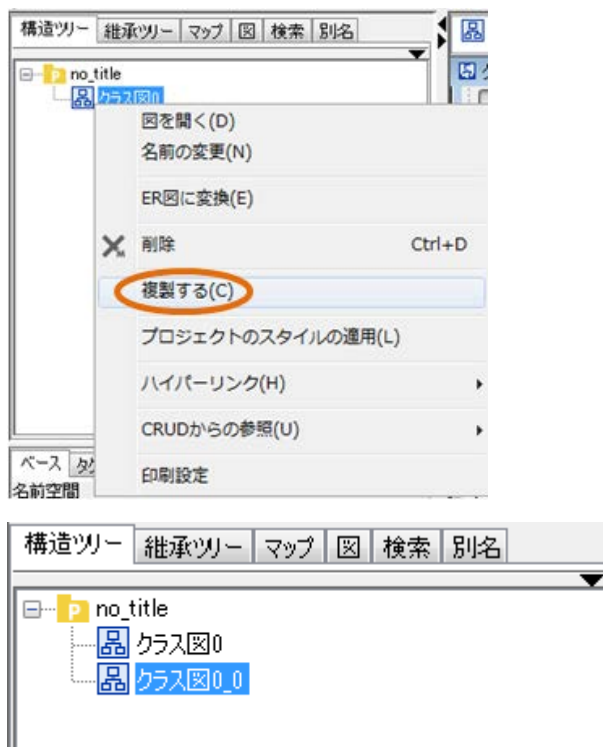 構造ツリー 継承ツリー マップ 図 検索 別名
no_title
クラス図0
図を開く(D)
名前の変更(N)
ER図に変換(E)
削除 Ctrl+D
複製する(C)
プロジェクトのスタイルの適用(L)
ハイパーリンク(H)
CRUDからの参照(U)
印刷設定
ベース
名前空間
構造ツリー 継承ツリー マップ 図 検索 別名
no_title
クラス図0
クラス図0_0